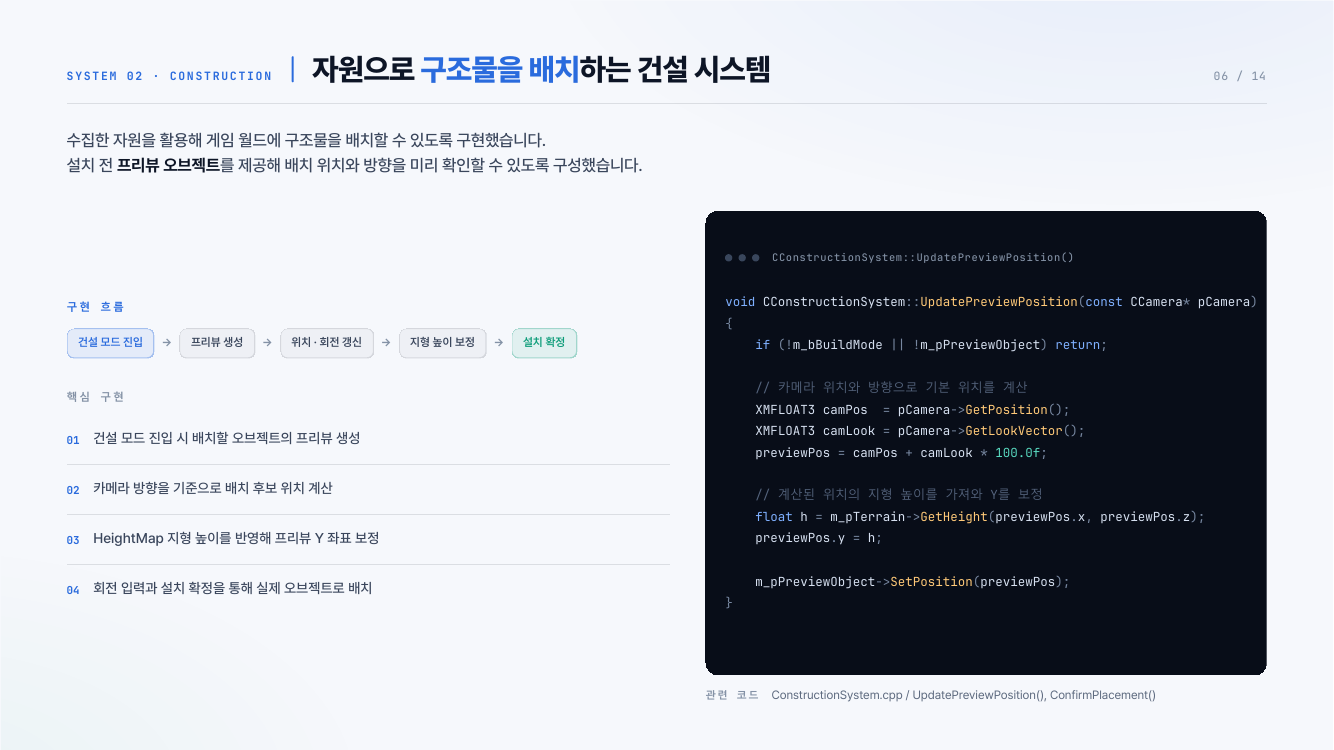 SYSTEM 02 · CONSTRUCTION | 자원으로 구조물을 배치하는 건설 시스템
06 / 14
수집한 자원을 활용해 게임 월드에 구조물을 배치할 수 있도록 구현했습니다.
설치 전 프리뷰 오브젝트를 제공해 배치 위치와 방향을 미리 확인할 수 있도록 구성했습니다.
구현 흐름
건설 모드 진입 → 프리뷰 생성 → 위치 · 회전 갱신 → 지형 높이 보정 → 설치 확정
핵심 구현
01 건설 모드 진입 시 배치할 오브젝트의 프리뷰 생성
02 카메라 방향을 기준으로 배치 후보 위치 계산
03 HeightMap 지형 높이를 반영해 프리뷰 Y 좌표 보정
04 회전 입력과 설치 확정을 통해 실제 오브젝트로 배치
CConstructionSystem::UpdatePreviewPosition()
void CConstructionSystem::UpdatePreviewPosition(const CCamera* pCamera)
{
    if (!m_bBuildMode || !m_pPreviewObject) return;
    // 카메라 위치와 방향으로 기본 위치를 계산
    XMFLOAT3 camPos  = pCamera->GetPosition();
    XMFLOAT3 camLook = pCamera->GetLookVector();
    previewPos = camPos + camLook * 100.0f;
    // 계산된 위치의 지형 높이를 가져와 Y를 보정
    float h = m_pTerrain->GetHeight(previewPos.x, previewPos.z);
    previewPos.y = h;
    m_pPreviewObject->SetPosition(previewPos);
}
관련 코드 ConstructionSystem.cpp / UpdatePreviewPosition(), ConfirmPlacement()